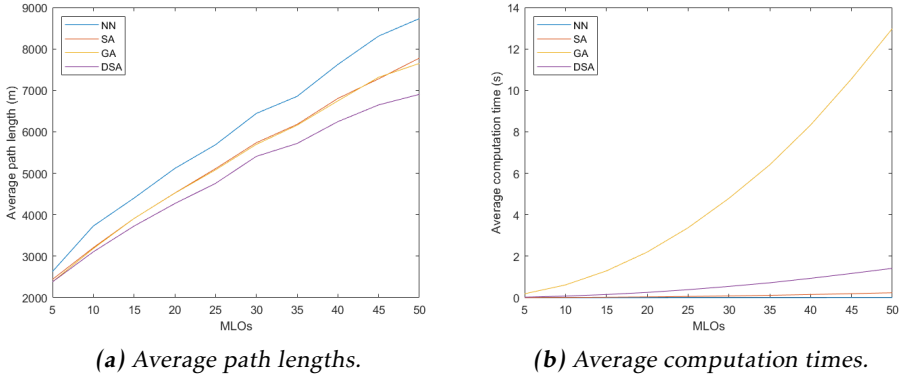 9000
8000
7000
6000
5000
4000
3000
2000
Average path length (m)
NN
SA
GA
DSA
5 10 15 20 25 30 35 40 45 50
MLOs
(a) Average path lengths.
14
12
10
8
6
4
2
0
Average computation time (s)
NN
SA
GA
DSA
5 10 15 20 25 30 35 40 45 50
MLOs
(b) Average computation times.